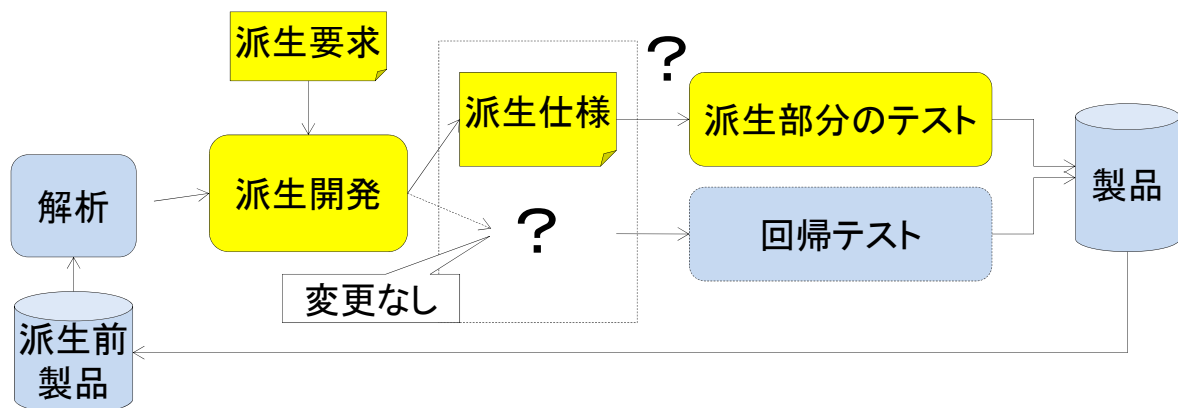 派生要求
?
派生仕様
派生部分のテスト
派生開発
製品
解析
?
回帰テスト
変更なし
派生前
製品